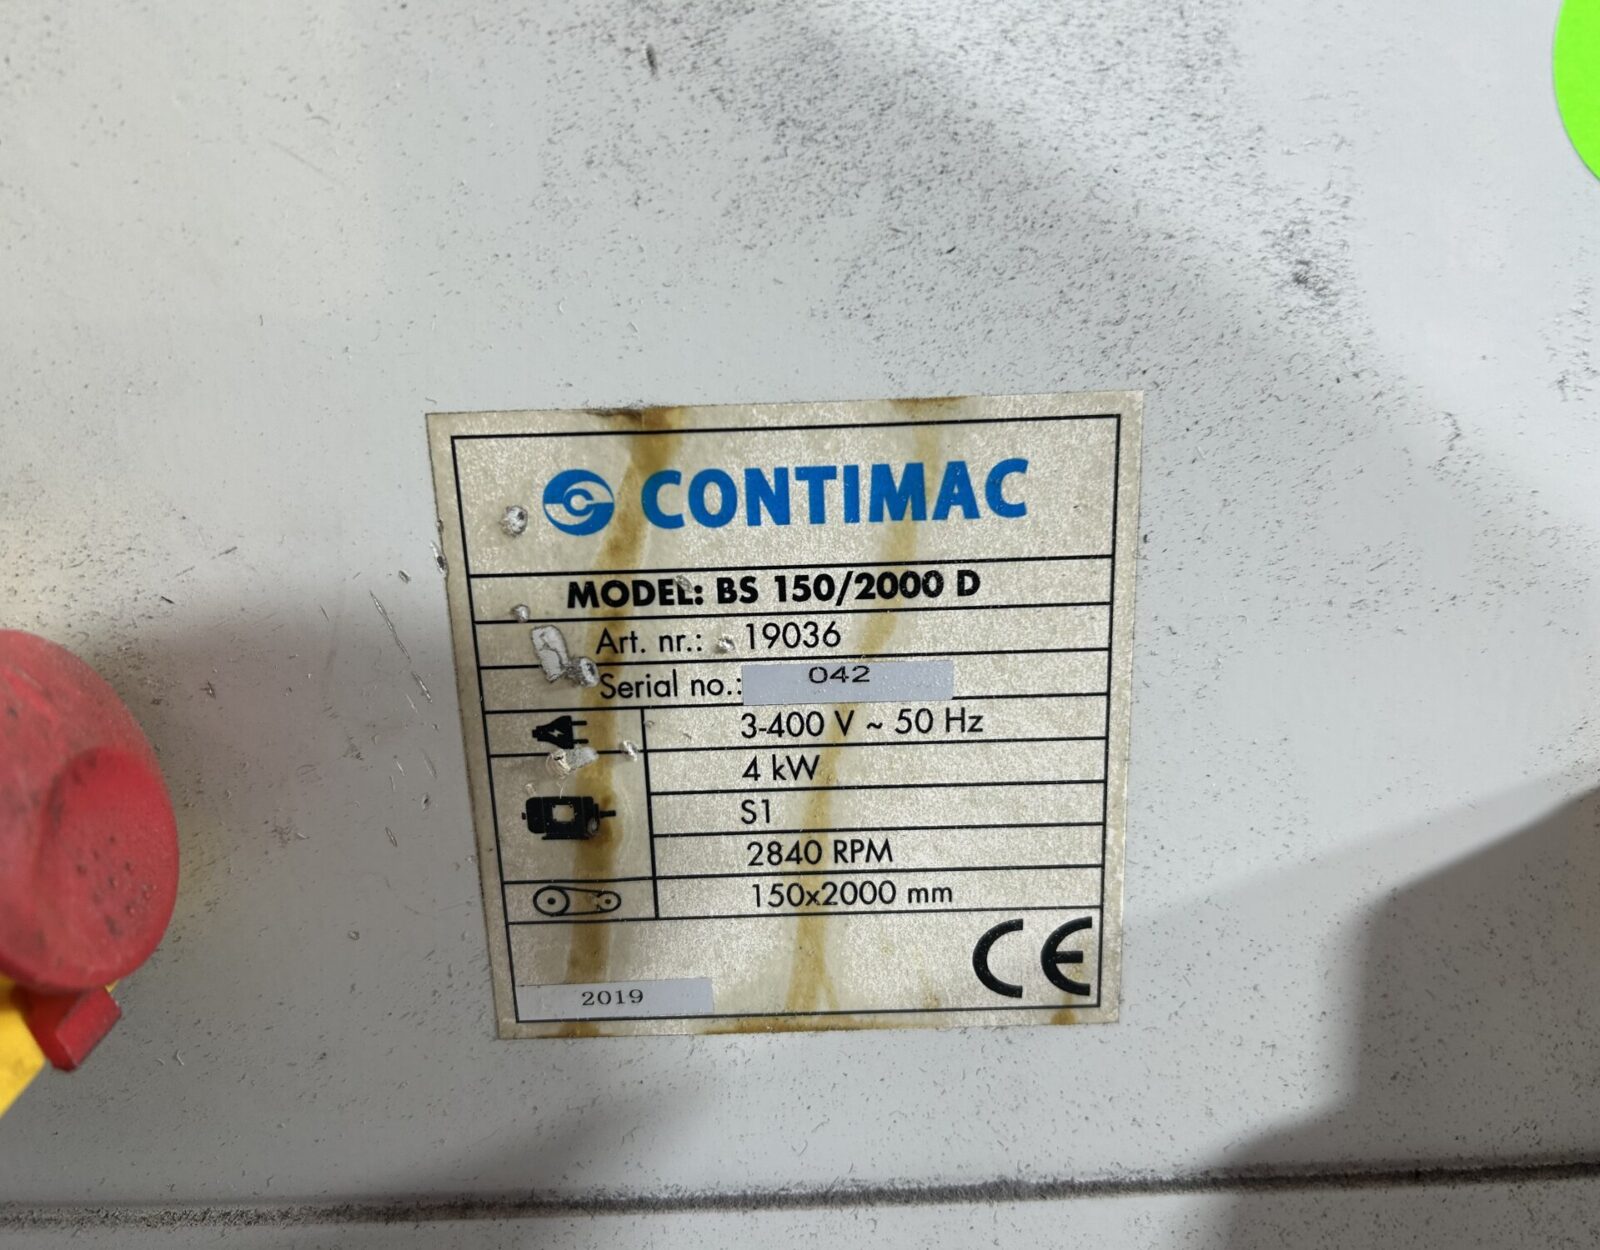 CONTIMAC
MODEL: BS 150/2000 D
Art. nr.: 19036
Serial no.: 042
3-400 V ~ 50 Hz
4 kW
S1
2840 RPM
150x2000 mm
CE
2019